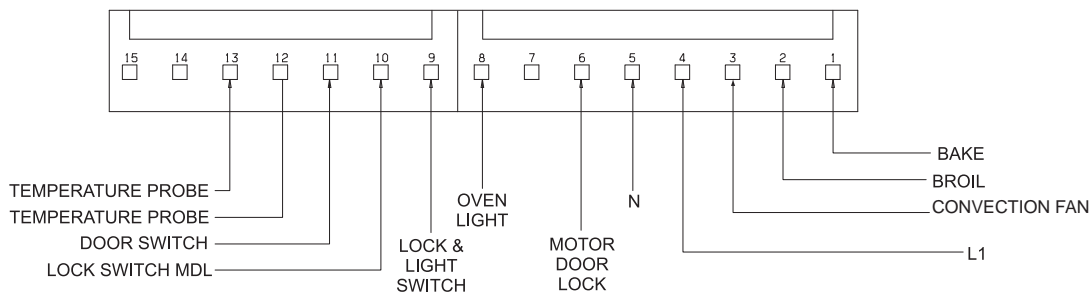 15 14 13 12 11 10 9 8 7 6 5 4 3 2 1
BAKE
TEMPERATURE PROBE
BROIL
OVEN
LIGHT
N
CONVECTION FAN
TEMPERATURE PROBE
DOOR SWITCH
LOCK &
LIGHT
SWITCH
MOTOR
DOOR
LOCK
L1
LOCK SWITCH MDL